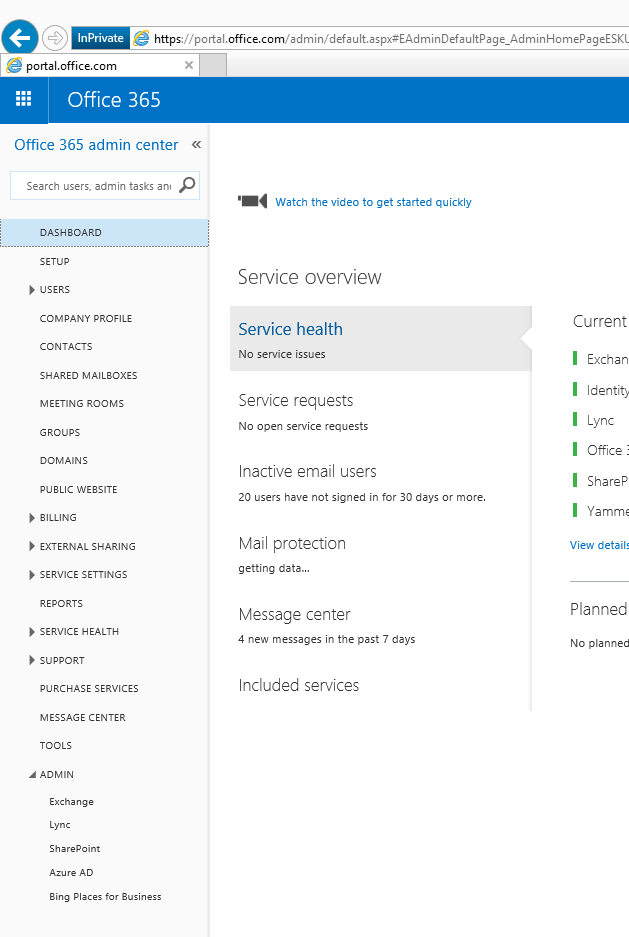 InPrivate https://portal.office.com/admin/default.aspx#EAdminDefaultPage_AdminHomePageESKU
portal.office.com
Office 365
Office 365 admin center «
Search users, admin tasks and
DASHBOARD
SETUP
USERS
COMPANY PROFILE
CONTACTS
SHARED MAILBOXES
MEETING ROOMS
GROUPS
DOMAINS
PUBLIC WEBSITE
BILLING
EXTERNAL SHARING
SERVICE SETTINGS
REPORTS
SERVICE HEALTH
SUPPORT
PURCHASE SERVICES
MESSAGE CENTER
TOOLS
ADMIN
Exchange
Lync
SharePoint
Azure AD
Bing Places for Business
Watch the video to get started quickly
Service overview
Service health
No service issues
Service requests
No open service requests
Inactive email users
20 users have not signed in for 30 days or more.
Mail protection
getting data...
Message center
4 new messages in the past 7 days
Included services
Current
Exchan
Identity
Lync
Office 3
ShareP
Yamme
View details
Planned
No planned